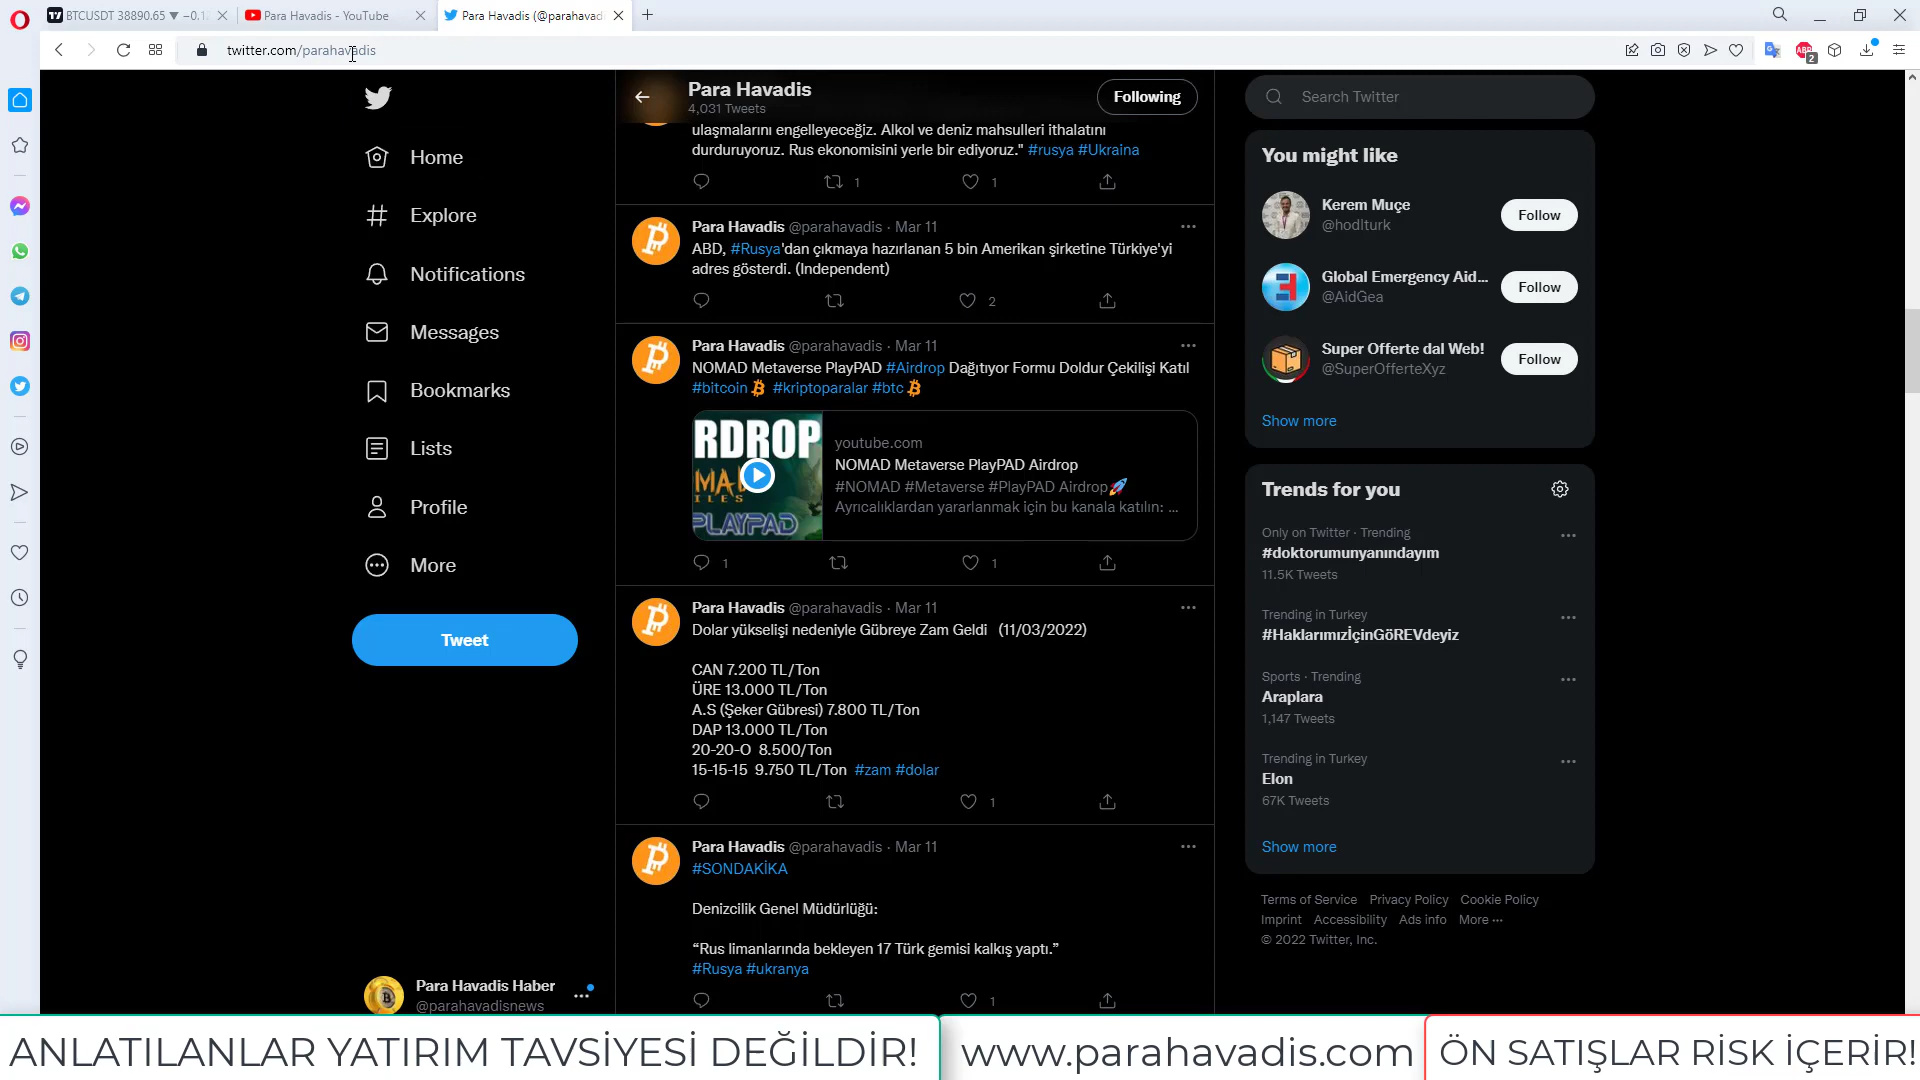 BTCUSDT 38890.65 ▼ −0.1
Para Havadis - YouTube
Para Havadis (@parahavad
twitter.com/parahavadis
ABP
2
Home
Explore
Notifications
Messages
Bookmarks
Lists
Profile
More
Tweet
Para Havadis Haber
@parahavadisnews
Para Havadis
4,031 Tweets
Following
ulaşmalarını engelleyeceğiz. Alkol ve deniz mahsulleri ithalatını
durduruyoruz. Rus ekonomisini yerle bir ediyoruz." #rusya #Ukraina
1
1
Para Havadis @parahavadis · Mar 11
ABD, #Rusya'dan çıkmaya hazırlanan 5 bin Amerikan şirketine Türkiye'yi
adres gösterdi. (Independent)
2
Para Havadis @parahavadis · Mar 11
NOMAD Metaverse PlayPAD #Airdrop Dağıtıyor Formu Doldur Çekilişi Katıl
#bitcoin #kriptoparalar #btc
RDROP
MA
ILES
PLAYPAD
youtube.com
NOMAD Metaverse PlayPAD Airdrop
#NOMAD #Metaverse #PlayPAD Airdrop🚀
Ayrıcalıklardan yararlanmak için bu kanala katılın: ...
1
1
Para Havadis @parahavadis · Mar 11
Dolar yükselişi nedeniyle Gübreye Zam Geldi (11/03/2022)
CAN 7.200 TL/Ton
ÜRE 13.000 TL/Ton
A.S (Şeker Gübresi) 7.800 TL/Ton
DAP 13.000 TL/Ton
20-20-O 8.500/Ton
15-15-15 9.750 TL/Ton #zam #dolar
1
Para Havadis @parahavadis · Mar 11
#SONDAKİKA
Denizcilik Genel Müdürlüğü:
“Rus limanlarında bekleyen 17 Türk gemisi kalkış yaptı.”
#Rusya #ukranya
1
Search Twitter
You might like
Kerem Muçe
@hodlturk
Follow
Global Emergency Aid...
@AidGea
Follow
Super Offerte dal Web!
@SuperOfferteXyz
Follow
Show more
Trends for you
Only on Twitter · Trending
#doktorumunyanındayım
11.5K Tweets
Trending in Turkey
#HaklarımızİçinGöREVdeyiz
Sports · Trending
Araplara
1,147 Tweets
Trending in Turkey
Elon
67K Tweets
Show more
Terms of Service Privacy Policy Cookie Policy
Imprint Accessibility Ads info More ···
© 2022 Twitter, Inc.
ANLATILANLAR YATIRIM TAVSİYESİ DEĞİLDİR!
www.parahavadis.com
ÖN SATIŞLAR RİSK İÇERİR!